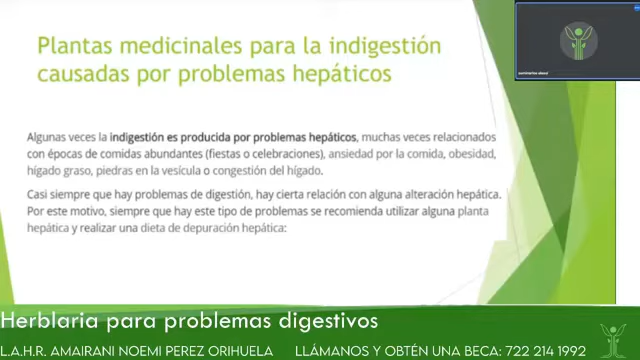 Plantas medicinales para la indigestión
causadas por problemas hepáticos
Algunas veces la indigestión es producida por problemas hepáticos, muchas veces relacionados
con épocas de comidas abundantes (fiestas o celebraciones), ansiedad por la comida, obesidad,
hígado graso, piedras en la vesícula o congestión del hígado.
Casi siempre que hay problemas de digestión, hay cierta relación con alguna alteración hepática.
Por este motivo, siempre que hay este tipo de problemas se recomienda utilizar alguna planta
hepática y realizar una dieta de depuración hepática:
Herblaria para problemas digestivos
L.A.H.R. AMAIRANI NOEMI PEREZ ORIHUELA LLÁMANOS Y OBTÉN UNA BECA: 722 214 1992